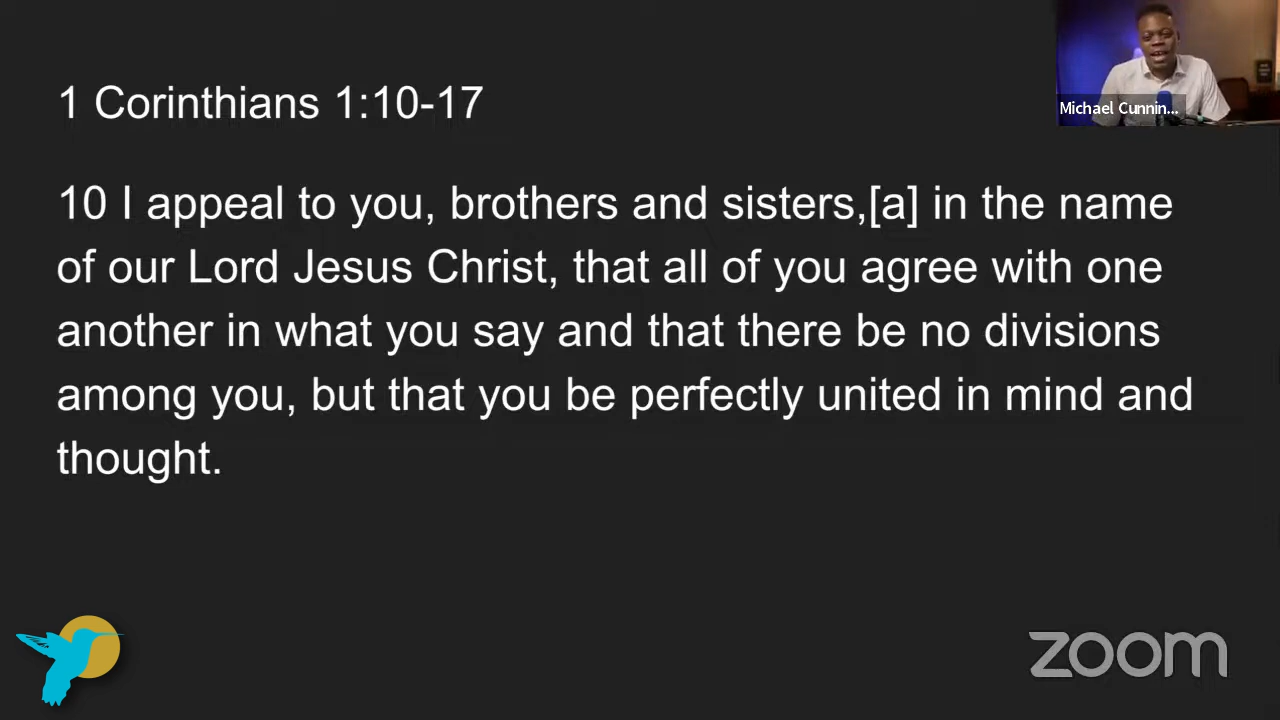 1 Corinthians 1:10-17
Michael Cunnin...
10 I appeal to you, brothers and sisters,[a] in the name
of our Lord Jesus Christ, that all of you agree with one
another in what you say and that there be no divisions
among you, but that you be perfectly united in mind and
thought.
zoom